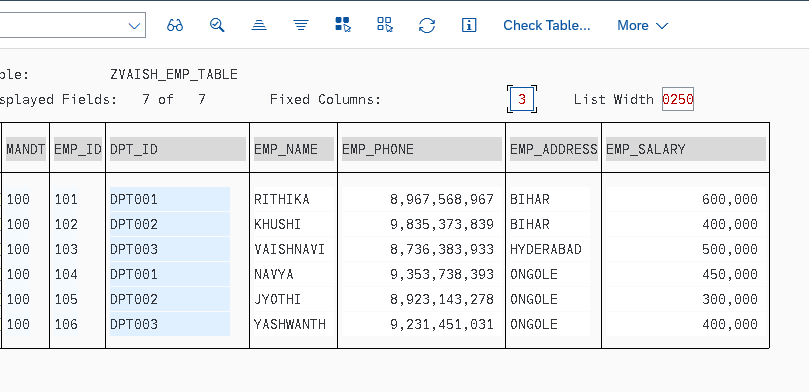 Check Table... More
ble: ZVAISH_EMP_TABLE
splayed Fields: 7 of 7 Fixed Columns: 3 List Width 0250
MANDT EMP_ID DPT_ID EMP_NAME EMP_PHONE EMP_ADDRESS EMP_SALARY
100 101 DPT001 RITHIKA 8,967,568,967 BIHAR 600,000
100 102 DPT002 KHUSHI 9,835,373,839 BIHAR 400,000
100 103 DPT003 VAISHNAVI 8,736,383,933 HYDERABAD 500,000
100 104 DPT001 NAVYA 9,353,738,393 ONGOLE 450,000
100 105 DPT002 JYOTHI 8,923,143,278 ONGOLE 300,000
100 106 DPT003 YASHWANTH 9,231,451,031 ONGOLE 400,000